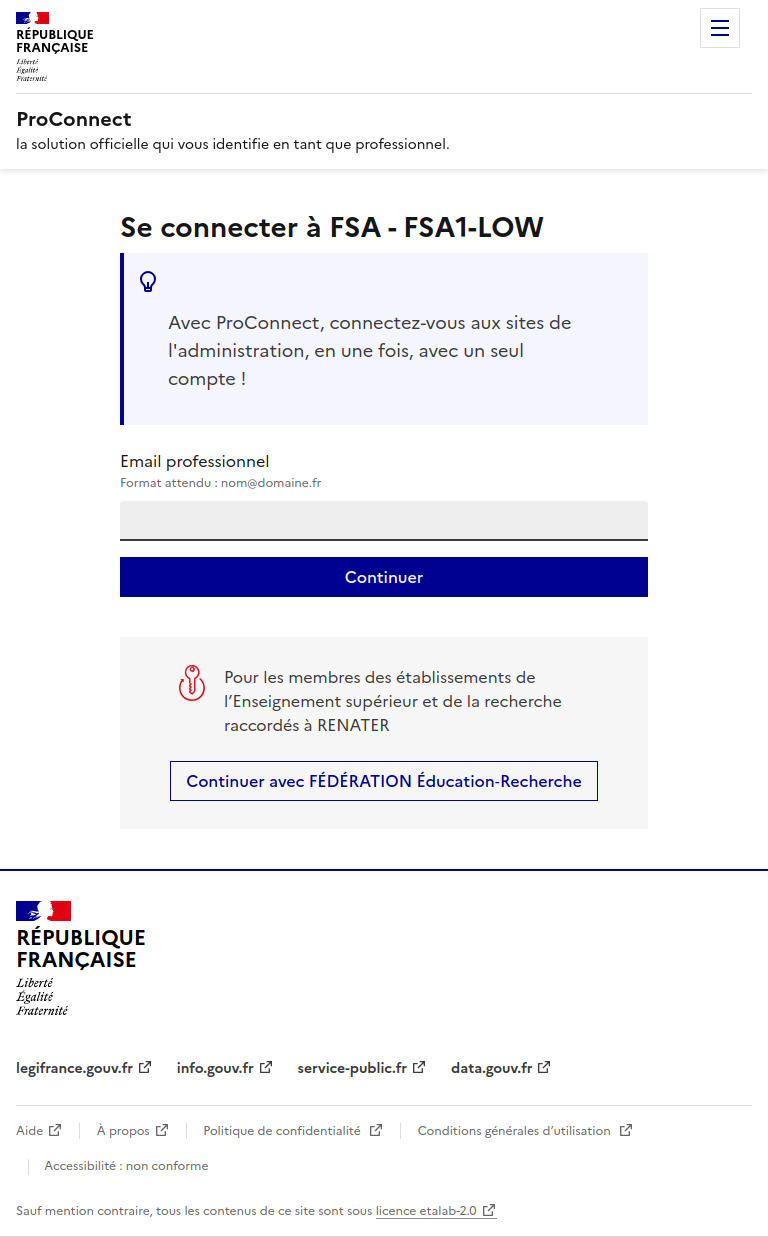 RÉPUBLIQUE
FRANÇAISE
Liberté
Égalité
Fraternité
ProConnect
la solution officielle qui vous identifie en tant que professionnel.
Se connecter à FSA - FSA1-LOW
Avec ProConnect, connectez-vous aux sites de
l'administration, en une fois, avec un seul
compte !
Email professionnel
Format attendu : nom@domaine.fr
Continuer
Pour les membres des établissements de
l’Enseignement supérieur et de la recherche
raccordés à RENATER
Continuer avec FÉDÉRATION Éducation-Recherche
RÉPUBLIQUE
FRANÇAISE
Liberté
Égalité
Fraternité
legifrance.gouv.fr info.gouv.fr service-public.fr data.gouv.fr
Aide À propos Politique de confidentialité Conditions générales d’utilisation
Accessibilité : non conforme
Sauf mention contraire, tous les contenus de ce site sont sous licence etalab-2.0